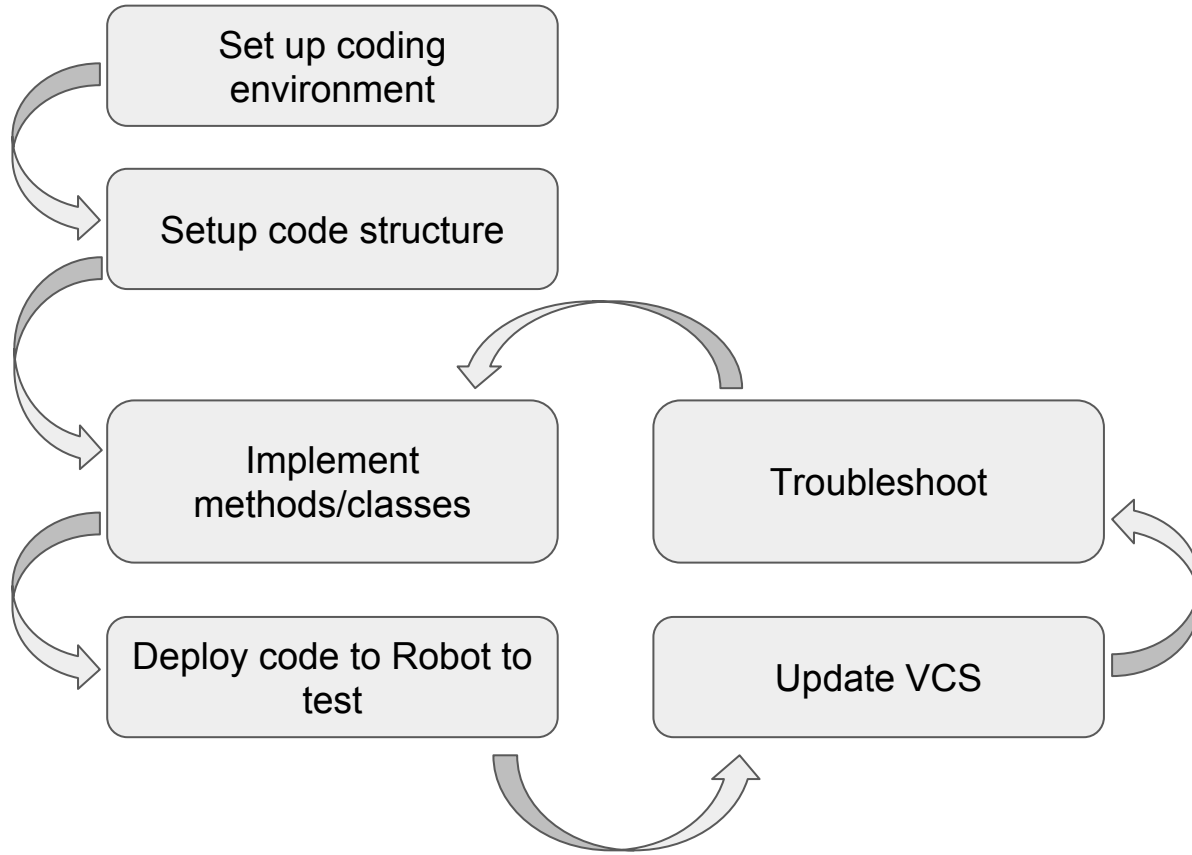 Set up coding
environment
Setup code structure
Implement
methods/classes
Troubleshoot
Deploy code to Robot to
test
Update VCS